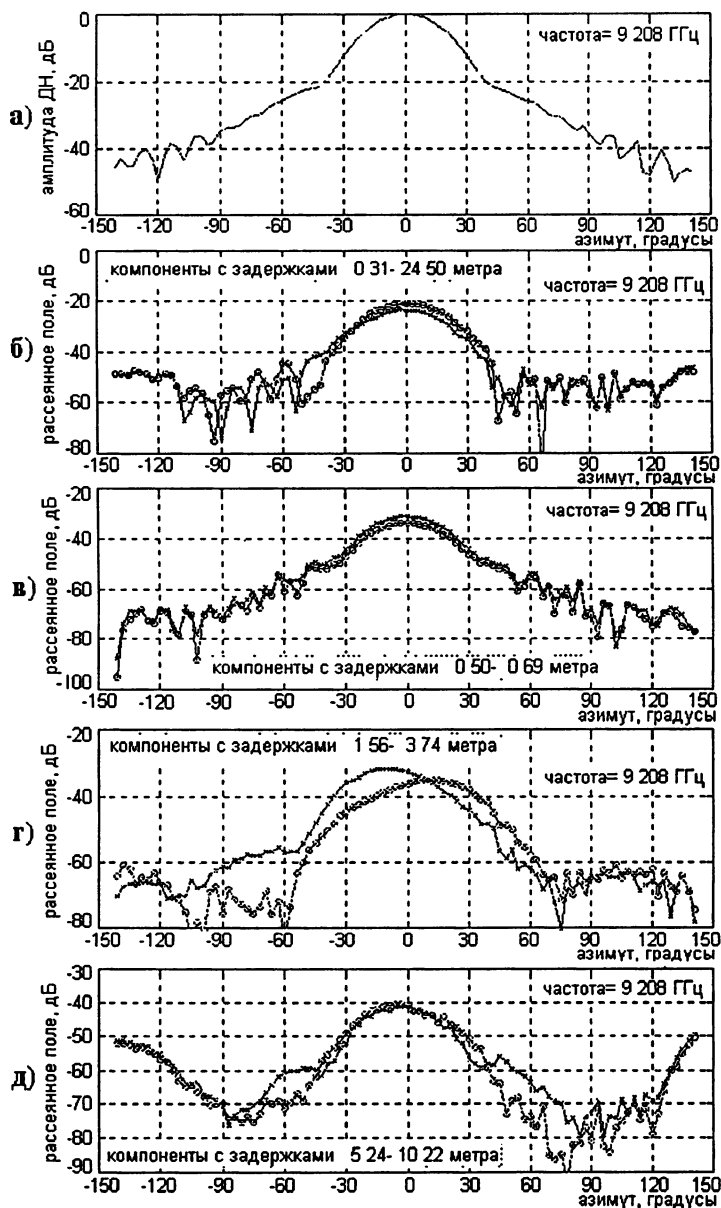 а)
амплитуда ДН, дБ
частота= 9 208 ГГц
0
-20
-40
-60
-150 -120 -90 -60 -30 0 30 60 90 120 150
азимут, градусы
б)
рассеянное поле, дБ
компоненты с задержками 0 31- 24 50 метра
частота= 9 208 ГГц
0
-20
-40
-60
-80
-150 -120 -90 -60 -30 0 30 60 90 120 150
азимут, градусы
в)
рассеянное поле, дБ
частота= 9 208 ГГц
-20
-40
-60
-80
-100
компоненты с задержками 0 50- 0 69 метра
-150 -120 -90 -60 -30 0 30 60 90 120 150
азимут, градусы
г)
рассеянное поле, дБ
компоненты с задержками 1 56- 3 74 метра
частота= 9 208 ГГц
-20
-40
-60
-80
-150 -120 -90 -60 -30 0 30 60 90 120 150
азимут, градусы
д)
рассеянное поле, дБ
частота= 9 208 ГГц
-30
-40
-50
-60
-70
-80
-90
компоненты с задержками 5 24- 10 22 метра
-150 -120 -90 -60 -30 0 30 60 90 120 150
азимут, градусы